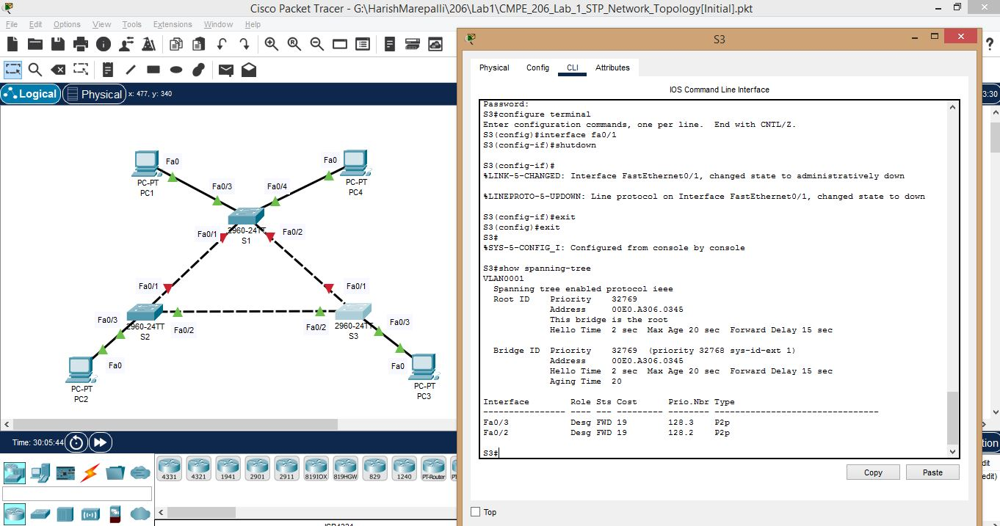 Cisco Packet Tracer - G:\HarishMarepalli\206\Lab1\CMPE_206_Lab_1_STP_Network_Topology[Initial].pkt
File Edit Options View Tools Extensions Window Help
Logical Physical x: 477, y: 340
3:30
Fa0
Fa0
PC-PT
PC1
PC-PT
PC4
Fa0/3
Fa0/4
2960-24TT
S1
Fa0/1
Fa0/2
Fa0/1
Fa0/1
2960-24TT
S2
Fa0/3
Fa0/2
Fa0/2
2960-24TT
S3
Fa0/3
Fa0
Fa0
PC-PT
PC2
PC-PT
PC3
Time: 30:05:44
4331 4321 1941 2901 2911 819IOX 819HGW 829 1240 PT-Router
S3
Physical Config CLI Attributes
IOS Command Line Interface
Password:
S3#configure terminal
Enter configuration commands, one per line.  End with CNTL/Z.
S3(config)#interface fa0/1
S3(config-if)#shutdown
S3(config-if)#
%LINK-5-CHANGED: Interface FastEthernet0/1, changed state to administratively down
%LINEPROTO-5-UPDOWN: Line protocol on Interface FastEthernet0/1, changed state to down
S3(config-if)#exit
S3(config)#exit
S3#
%SYS-5-CONFIG_I: Configured from console by console
S3#show spanning-tree
VLAN0001
Spanning tree enabled protocol ieee
Root ID    Priority    32769
Address     00E0.A306.0345
This bridge is the root
Hello Time  2 sec  Max Age 20 sec  Forward Delay 15 sec
Bridge ID  Priority    32769  (priority 32768 sys-id-ext 1)
Address     00E0.A306.0345
Hello Time  2 sec  Max Age 20 sec  Forward Delay 15 sec
Aging Time  20
Interface        Role Sts Cost      Prio.Nbr Type
---------------- ---- --- --------- -------- --------------------------------
Fa0/3            Desg FWD 19        128.3    P2p
Fa0/2            Desg FWD 19        128.2    P2p
S3#
Copy Paste
Top
tion
dit
edit)